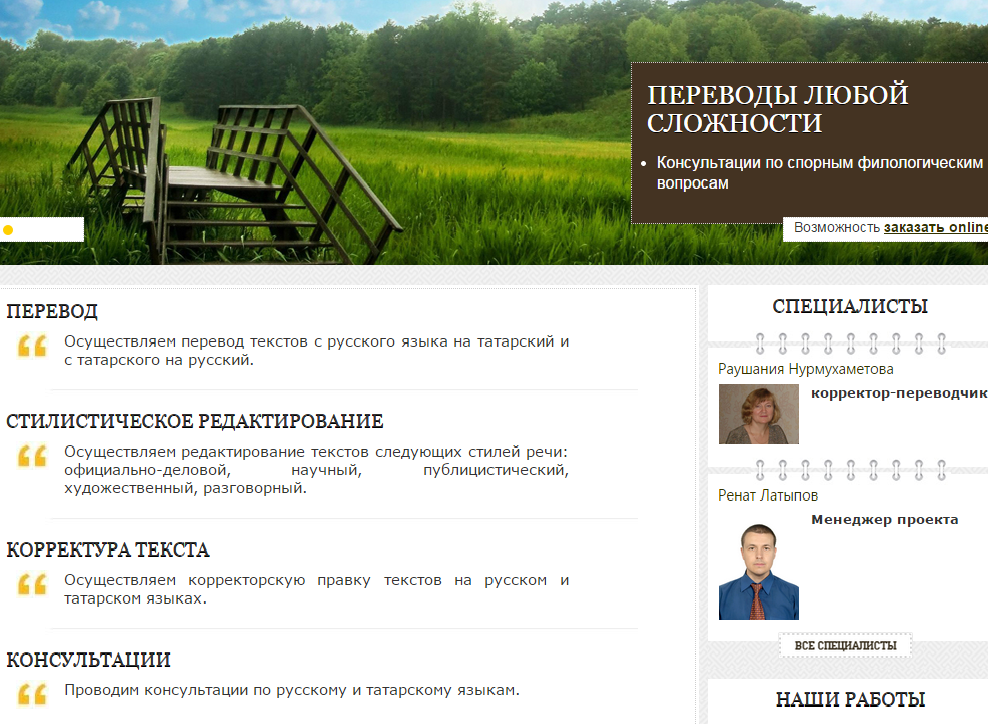 ПЕРЕВОДЫ ЛЮБОЙ
СЛОЖНОСТИ
• Консультации по спорным филологическим
вопросам
Возможность заказать online
ПЕРЕВОД
Осуществляем перевод текстов с русского языка на татарский и
с татарского на русский.
СТИЛИСТИЧЕСКОЕ РЕДАКТИРОВАНИЕ
Осуществляем редактирование текстов следующих стилей речи:
официально-деловой, научный, публицистический,
художественный, разговорный.
КОРРЕКТУРА ТЕКСТА
Осуществляем корректорскую правку текстов на русском и
татарском языках.
КОНСУЛЬТАЦИИ
Проводим консультации по русскому и татарскому языкам.
СПЕЦИАЛИСТЫ
Раушания Нурмухаметова
корректор-переводчик
Ренат Латыпов
Менеджер проекта
ВСЕ СПЕЦИАЛИСТЫ
НАШИ РАБОТЫ